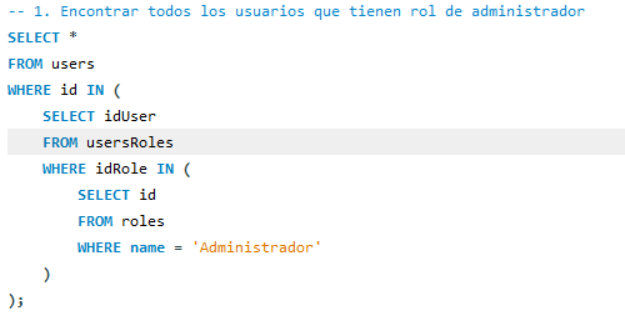 -- 1. Encontrar todos los usuarios que tienen rol de administrador
SELECT *
FROM users
WHERE id IN (
    SELECT idUser
    FROM usersRoles
    WHERE idRole IN (
        SELECT id
        FROM roles
        WHERE name = 'Administrador'
    )
);